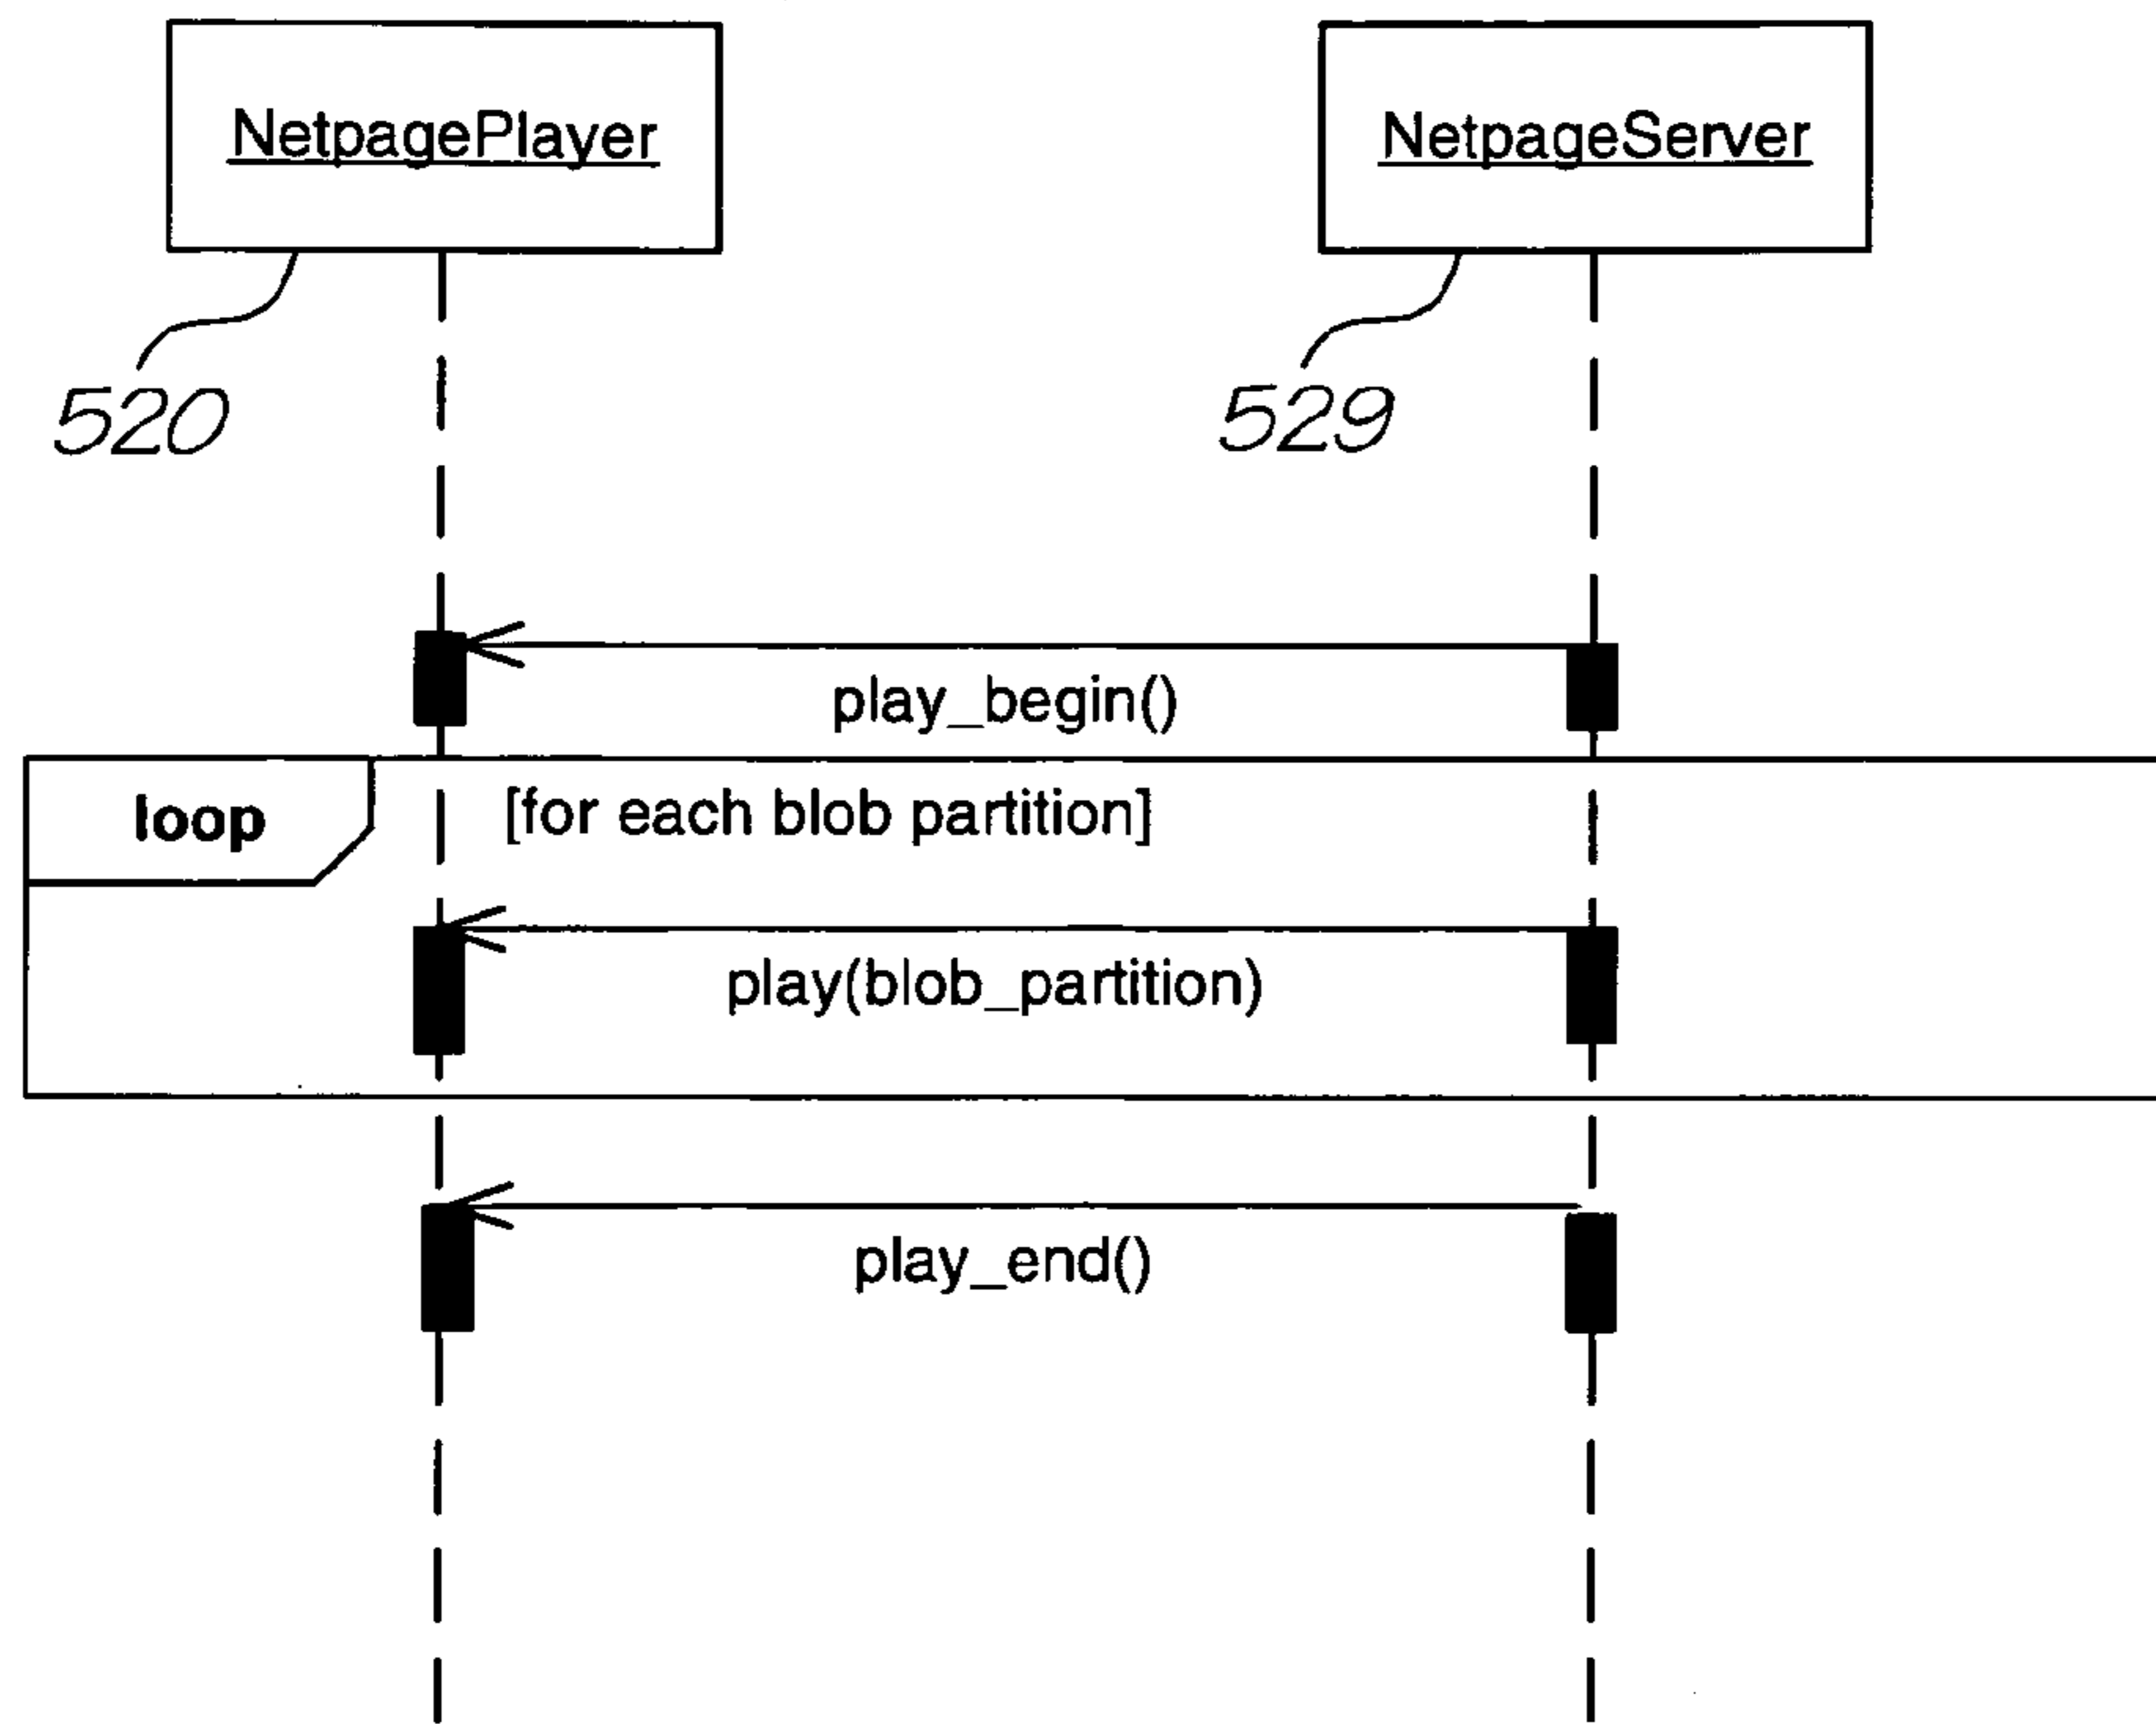 NetpagePlayer
NetpageServer
520
529
play_begin()
loop
[for each blob partition]
play(blob_partition)
play_end()